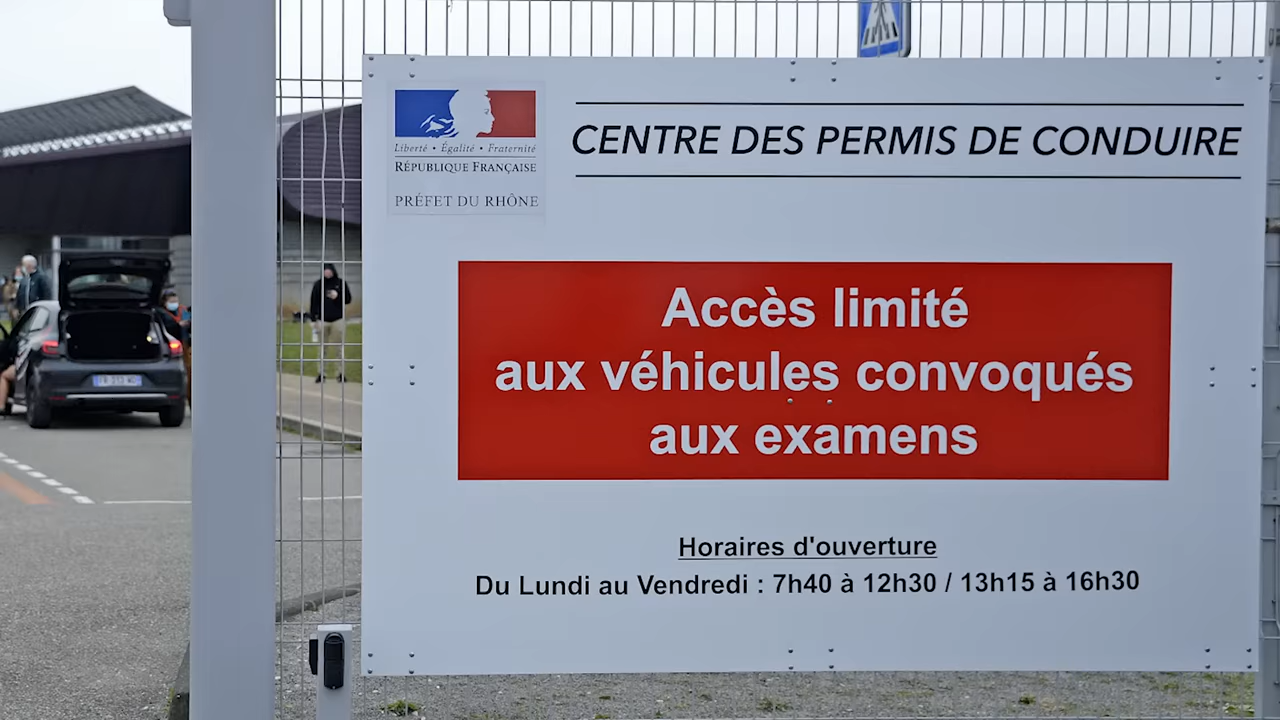 Liberté • Égalité • Fraternité
RÉPUBLIQUE FRANÇAISE
PRÉFET DU RHÔNE
CENTRE DES PERMIS DE CONDUIRE
Accès limité
aux véhicules convoqués
aux examens
Horaires d'ouverture
Du Lundi au Vendredi : 7h40 à 12h30 / 13h15 à 16h30